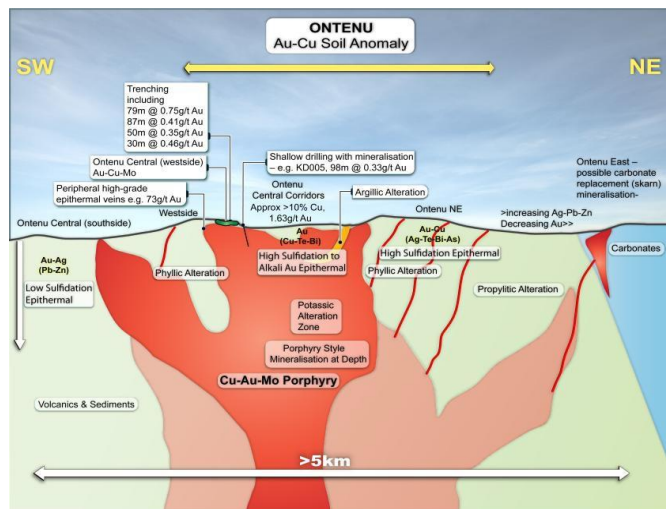 ONTENU
Au-Cu Soil Anomaly
SW
NE
Trenching
including
79m @ 0.75g/t Au
87m @ 0.41g/t Au
50m @ 0.35g/t Au
30m @ 0.46g/t Au
Ontenu Central (westside)
Au-Cu-Mo
Peripheral high-grade
epithermal veins e.g. 73g/t Au
Shallow drilling with mineralisation
– e.g. KD005, 98m @ 0.33g/t Au
Ontenu
Central Corridors
Approx >10% Cu,
1.63g/t Au
Argillic Alteration
Ontenu East –
possible carbonate
replacement (skarn)
mineralisation-
Ontenu Central (southside)
Westside
Ontenu NE
>increasing Ag-Pb-Zn
Decreasing Au>>
Au-Ag
(Pb-Zn)
Low Sulfidation
Epithermal
Phyllic Alteration
Au
(Cu-Te-Bi)
High Sulfidation to
Alkali Au Epithermal
Au-Cu
(Ag-Te-Bi-As)
High Sulfidation Epithermal
Phyllic Alteration
Carbonates
Propylitic Alteration
Potassic
Alteration
Zone
Porphyry Style
Mineralisation at Depth
Cu-Au-Mo Porphyry
Volcanics & Sediments
>5km